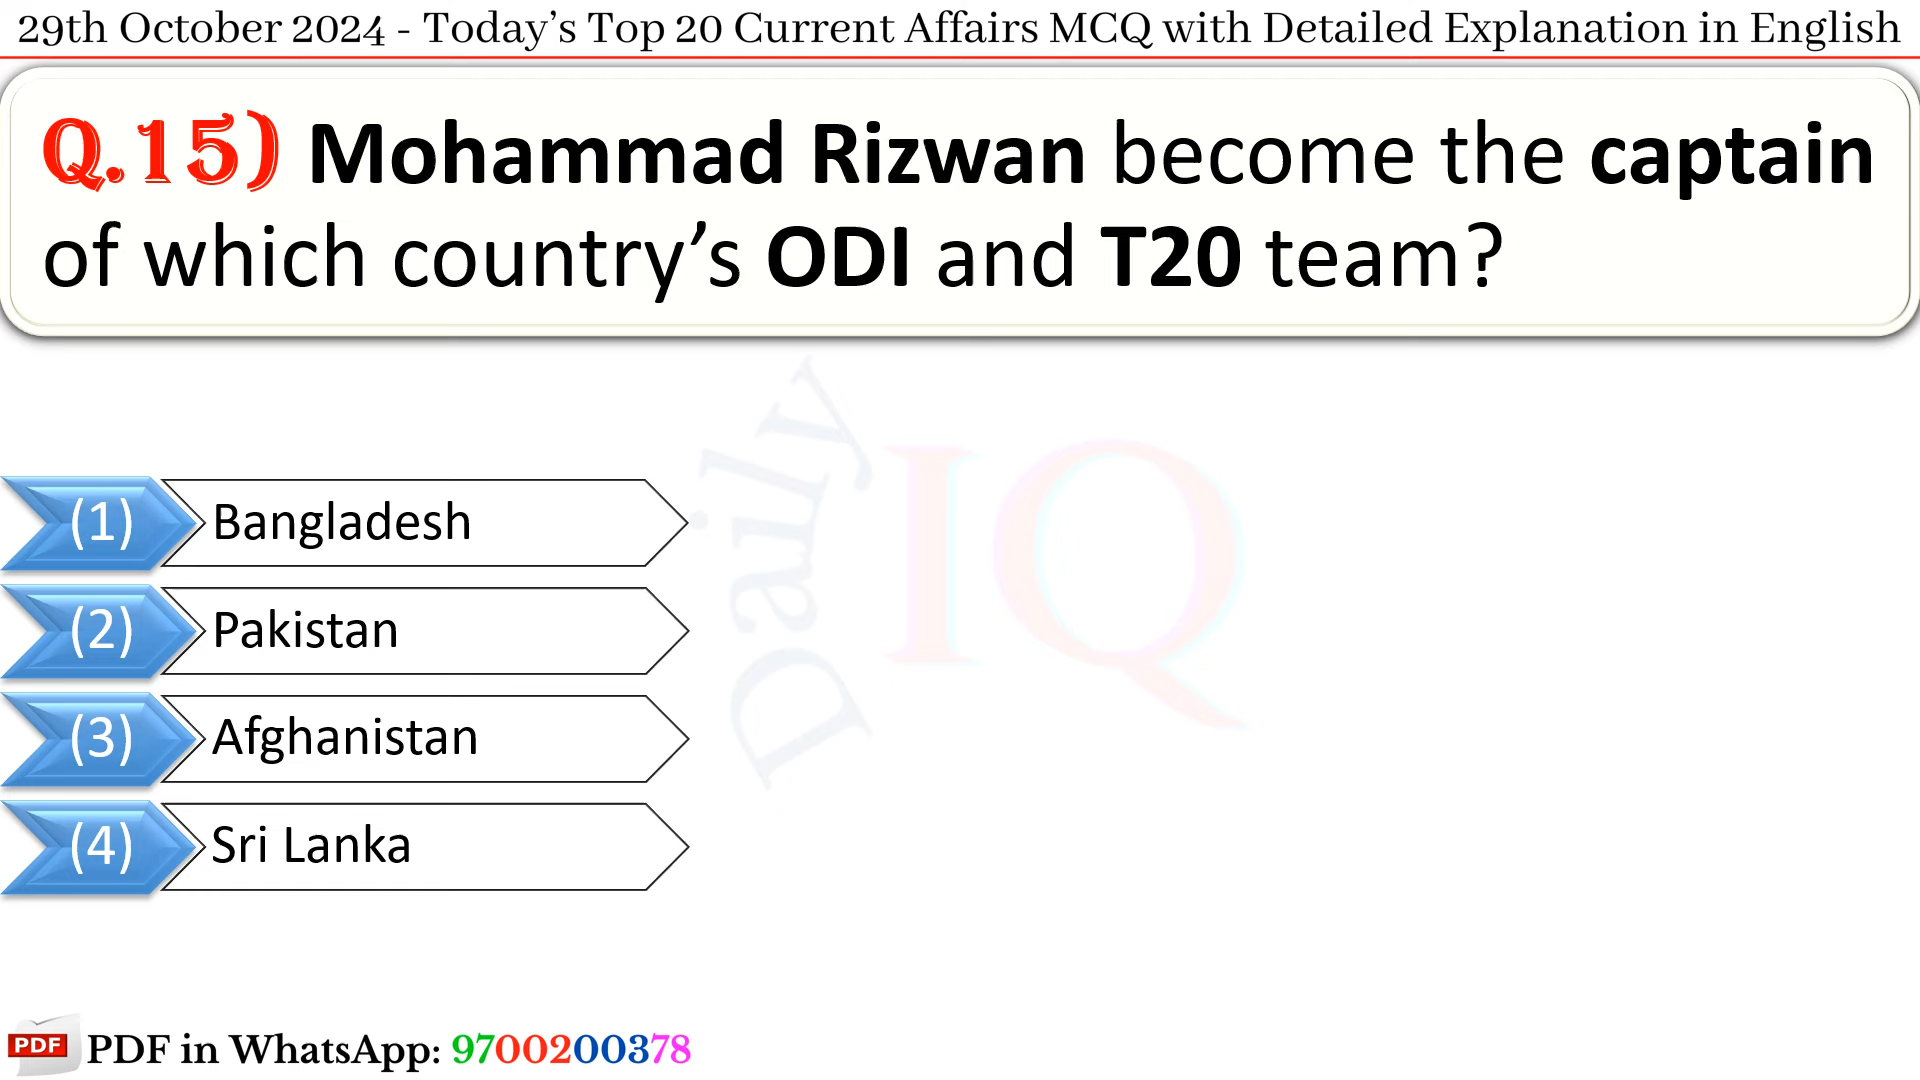 29th October 2024 - Today’s Top 20 Current Affairs MCQ with Detailed Explanation in English
Q.15) Mohammad Rizwan become the captain
of which country’s ODI and T20 team?
Daily IQ
(1) Bangladesh
(2) Pakistan
(3) Afghanistan
(4) Sri Lanka
PDF PDF in WhatsApp: 9700200378